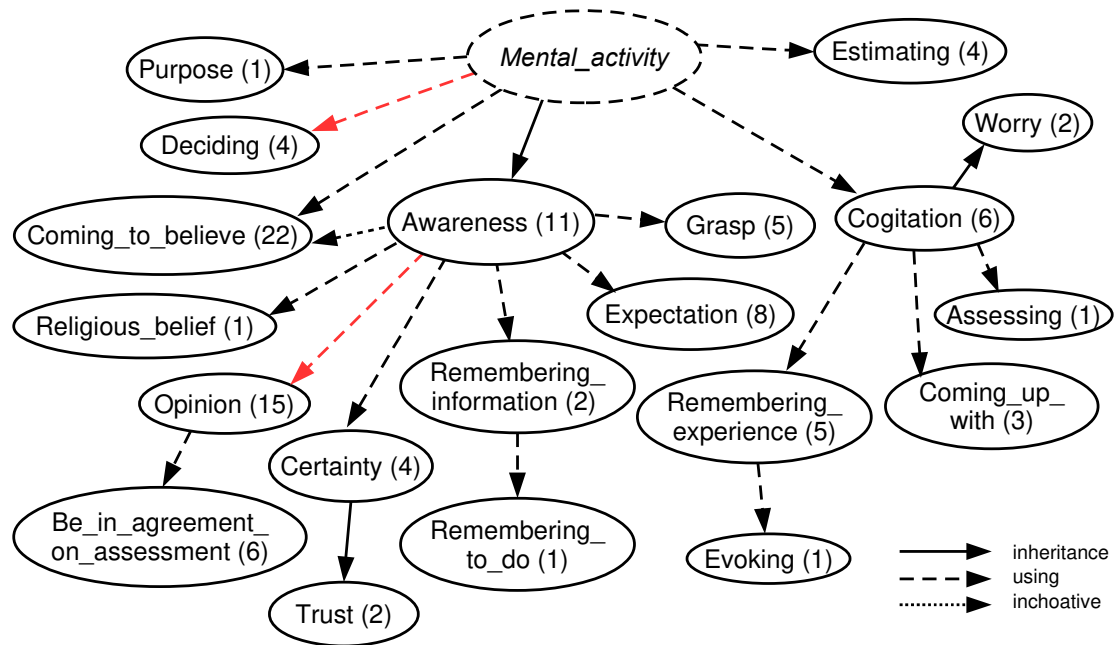 Mental_activity
Purpose (1)
Estimating (4)
Deciding (4)
Worry (2)
Coming_to_believe (22)
Awareness (11)
Grasp (5)
Cogitation (6)
Religious_belief (1)
Expectation (8)
Assessing (1)
Opinion (15)
Remembering_
information (2)
Remembering_
experience (5)
Coming_up_
with (3)
Certainty (4)
Be_in_agreement_
on_assessment (6)
Remembering_
to_do (1)
Evoking (1)
Trust (2)
inheritance
using
inchoative